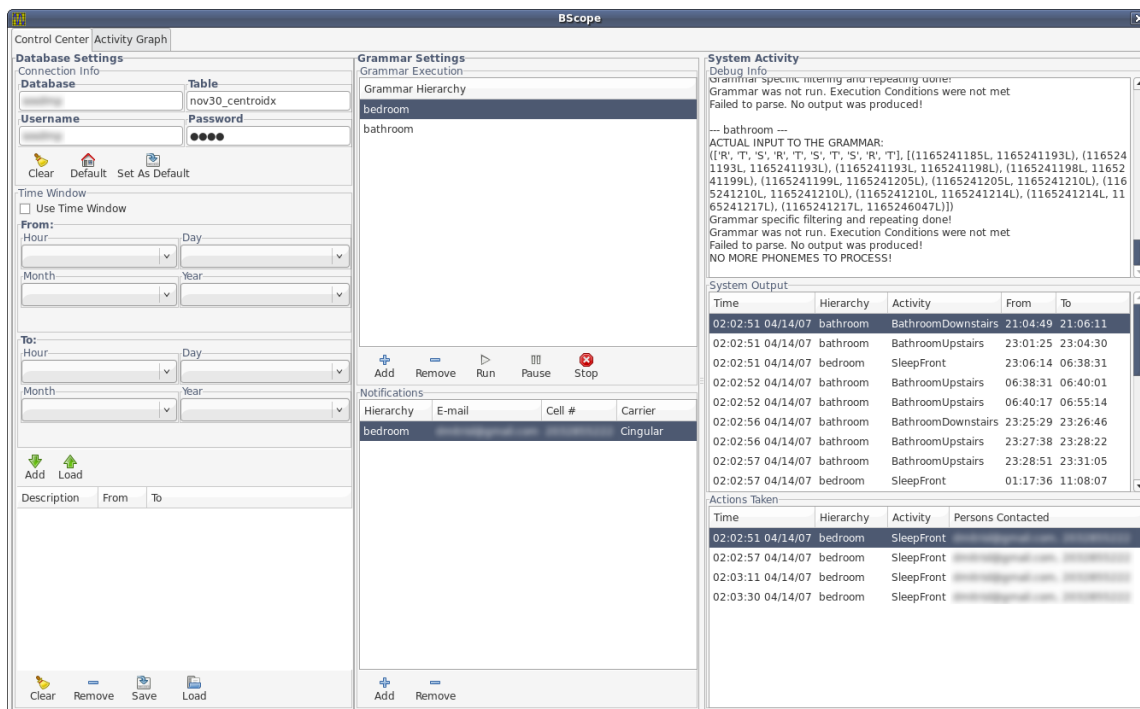 BScope
Control Center Activity Graph
Database Settings
Connection Info
Database Table
nov30_centroidx
Username Password
●●●●
Clear Default Set As Default
Time Window
Use Time Window
From:
Hour Day
Month Year
To:
Hour Day
Month Year
Add Load
Description From To
Clear Remove Save Load
Grammar Settings
Grammar Execution
Grammar Hierarchy
bedroom
bathroom
Add Remove Run Pause Stop
Notifications
Hierarchy E-mail Cell # Carrier
bedroom Cingular
Add Remove
System Activity
Debug Info
Grammar specific filtering and repeating done!
Grammar was not run. Execution Conditions were not met
Failed to parse. No output was produced!
--- bathroom ---
ACTUAL INPUT TO THE GRAMMAR:
(['R', 'T', 'S', 'R', 'T', 'S', 'T', 'S', 'R', 'T'], [(1165241185L, 1165241193L), (116524
1193L, 1165241193L), (1165241193L, 1165241198L), (1165241198L, 11652
41199L), (1165241199L, 1165241205L), (1165241205L, 1165241210L), (116
5241210L, 1165241210L), (1165241210L, 1165241214L), (1165241214L, 11
65241217L), (1165241217L, 1165246047L)])
Grammar specific filtering and repeating done!
Grammar was not run. Execution Conditions were not met
Failed to parse. No output was produced!
NO MORE PHONEMES TO PROCESS!
System Output
Time Hierarchy Activity From To
02:02:51 04/14/07 bathroom BathroomDownstairs 21:04:49 21:06:11
02:02:51 04/14/07 bathroom BathroomUpstairs 23:01:25 23:04:30
02:02:51 04/14/07 bedroom SleepFront 23:06:14 06:38:31
02:02:52 04/14/07 bathroom BathroomUpstairs 06:38:31 06:40:01
02:02:52 04/14/07 bathroom BathroomUpstairs 06:40:17 06:55:14
02:02:56 04/14/07 bathroom BathroomDownstairs 23:25:29 23:26:46
02:02:56 04/14/07 bathroom BathroomUpstairs 23:27:38 23:28:22
02:02:57 04/14/07 bathroom BathroomUpstairs 23:28:51 23:31:05
02:02:57 04/14/07 bedroom SleepFront 01:17:36 11:08:07
Actions Taken
Time Hierarchy Activity Persons Contacted
02:02:51 04/14/07 bedroom SleepFront
02:02:57 04/14/07 bedroom SleepFront
02:03:11 04/14/07 bedroom SleepFront
02:03:30 04/14/07 bedroom SleepFront